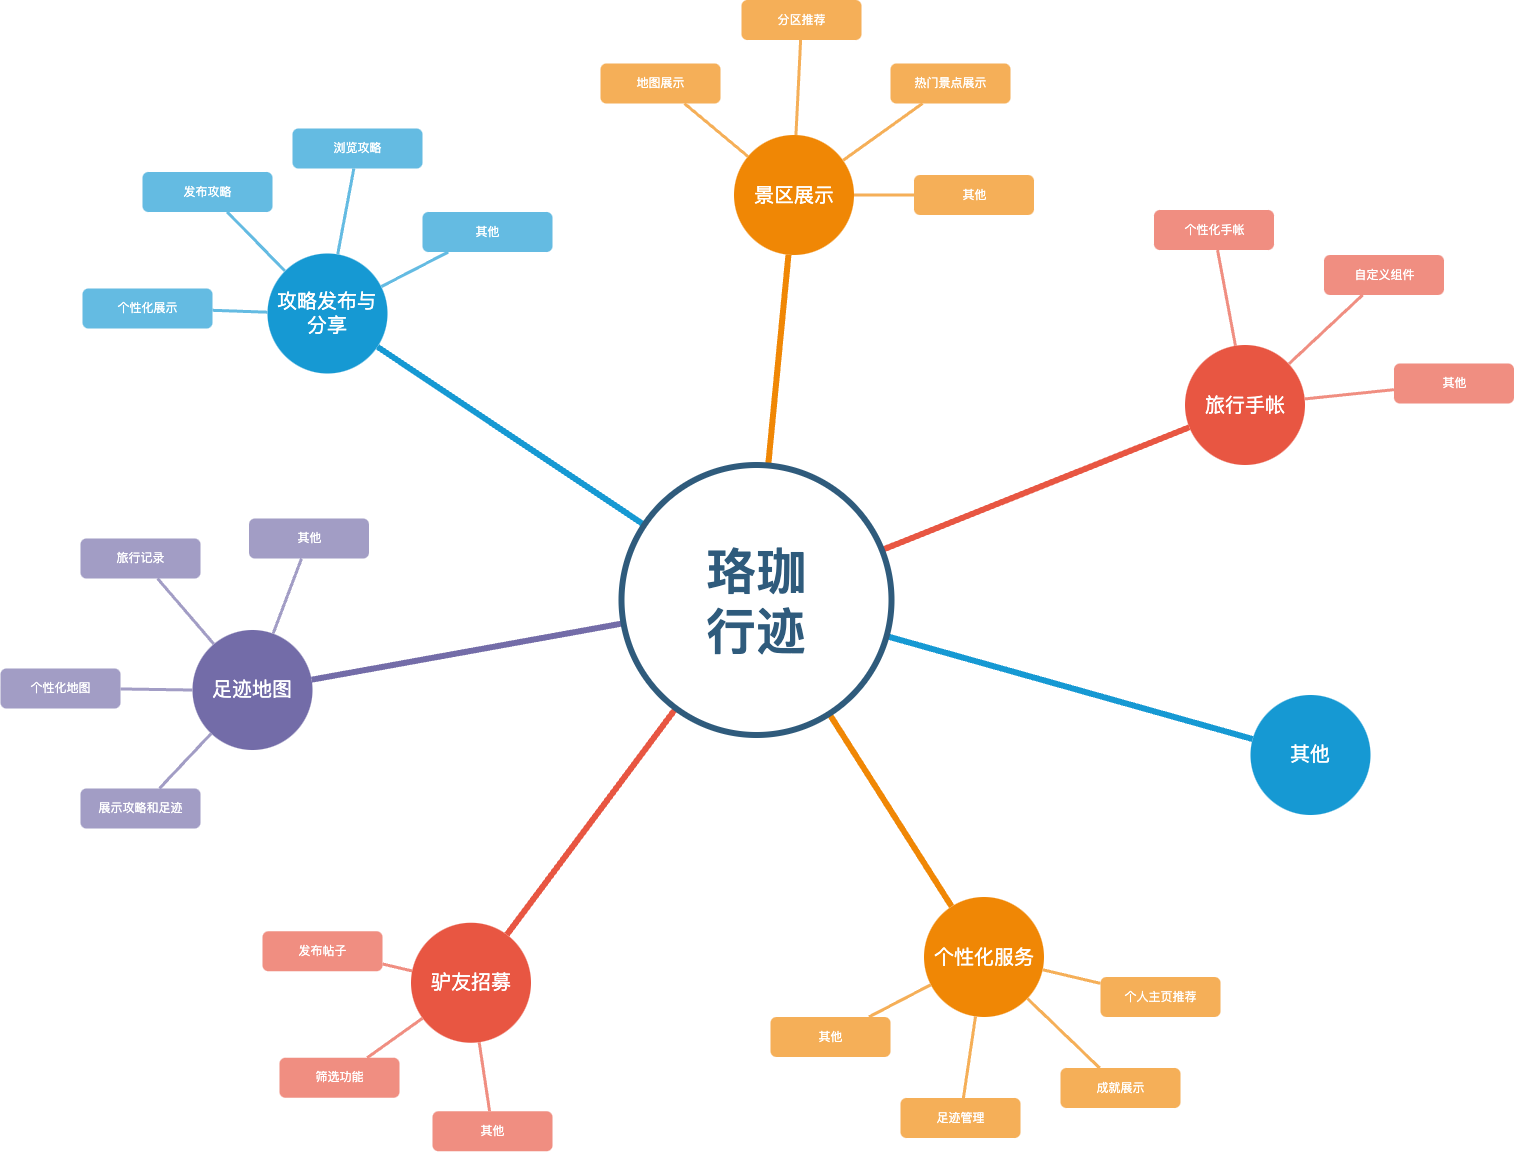 分区推荐
地图展示
热门景点展示
景区展示
其他
浏览攻略
发布攻略
其他
个性化展示
攻略发布与
分享
个性化手帐
自定义组件
其他
旅行手帐
珞珈
行迹
其他
旅行记录
个性化地图
足迹地图
展示攻略和足迹
其他
发布帖子
驴友招募
筛选功能
其他
个性化服务
个人主页推荐
其他
成就展示
足迹管理